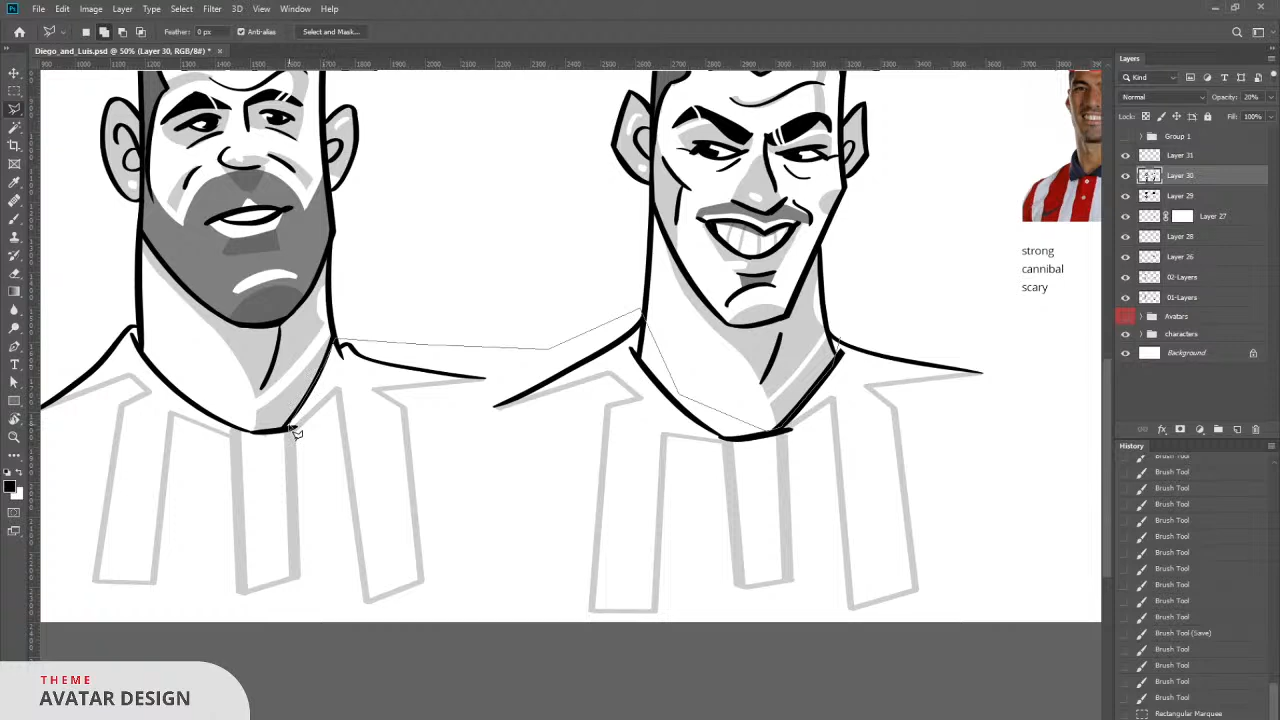 File Edit Image Layer Type Select Filter 3D View Window Help
Feather: 0 px Anti-alias Select and Mask...
Diego_and_Luis.psd @ 50% (Layer 30, RGB/8#) *
Layers
Kind
Normal Opacity: 20%
Lock: Fill: 100%
Group 1
Layer 31
Layer 30
Layer 29
Layer 27
Layer 28
Layer 26
02-Layers
01-Layers
Avatars
characters
Background
strong
cannibal
scary
History
Brush Tool
Brush Tool
Brush Tool
Brush Tool
Brush Tool
Brush Tool
Brush Tool
Brush Tool
Brush Tool
Brush Tool
Brush Tool
Brush Tool (Save)
Brush Tool
Brush Tool
Brush Tool
Brush Tool
Rectangular Marquee
THEME
AVATAR DESIGN